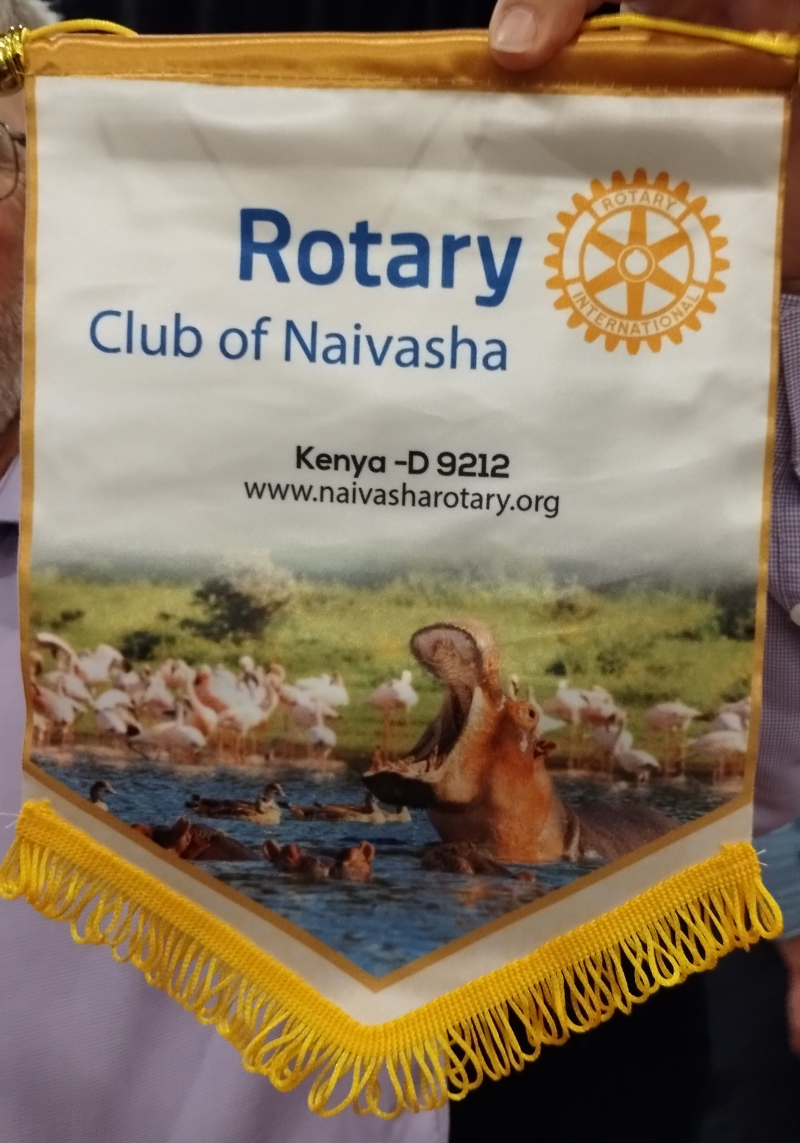 Rotary
ROTARY
INTERNATIONAL
Club of Naivasha
Kenya -D 9212
www.naivasharotary.org